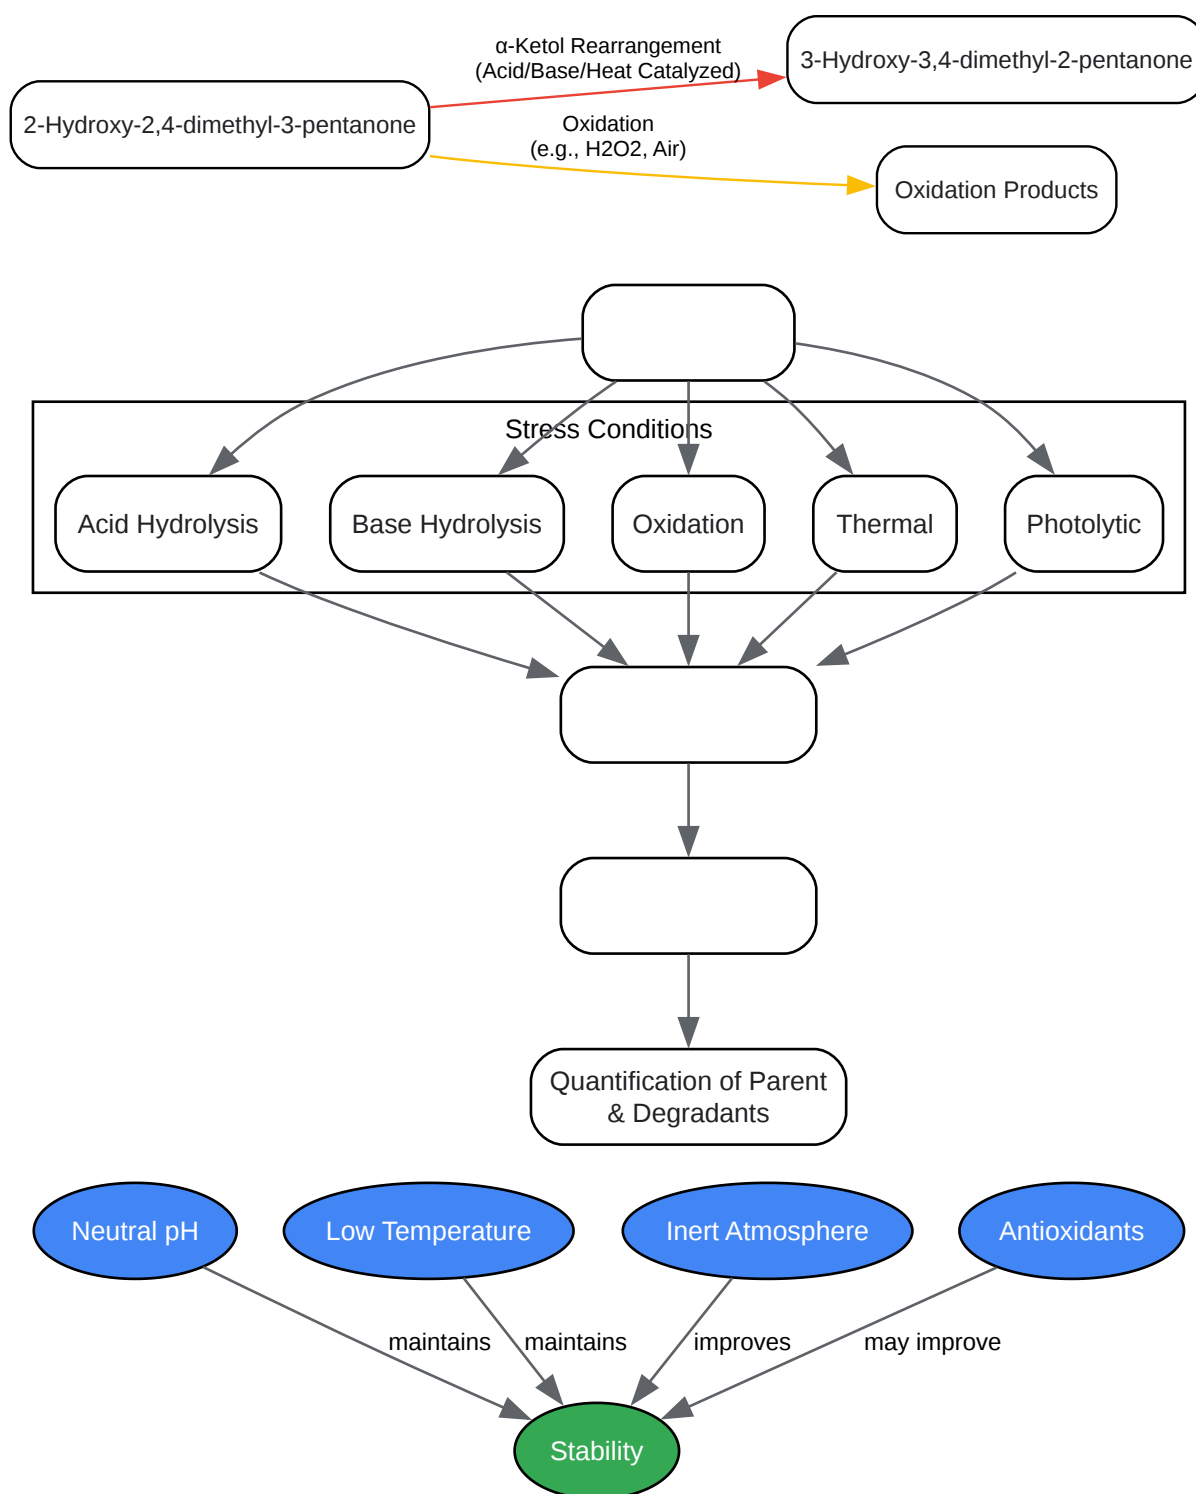 α-Ketol Rearrangement
(Acid/Base/Heat Catalyzed)
3-Hydroxy-3,4-dimethyl-2-pentanone
2-Hydroxy-2,4-dimethyl-3-pentanone
Oxidation
(e.g., H2O2, Air)
Oxidation Products
Stress Conditions
Acid Hydrolysis
Base Hydrolysis
Oxidation
Thermal
Photolytic
Quantification of Parent
& Degradants
Neutral pH
Low Temperature
Inert Atmosphere
Antioxidants
maintains
maintains
improves
may improve
Stability